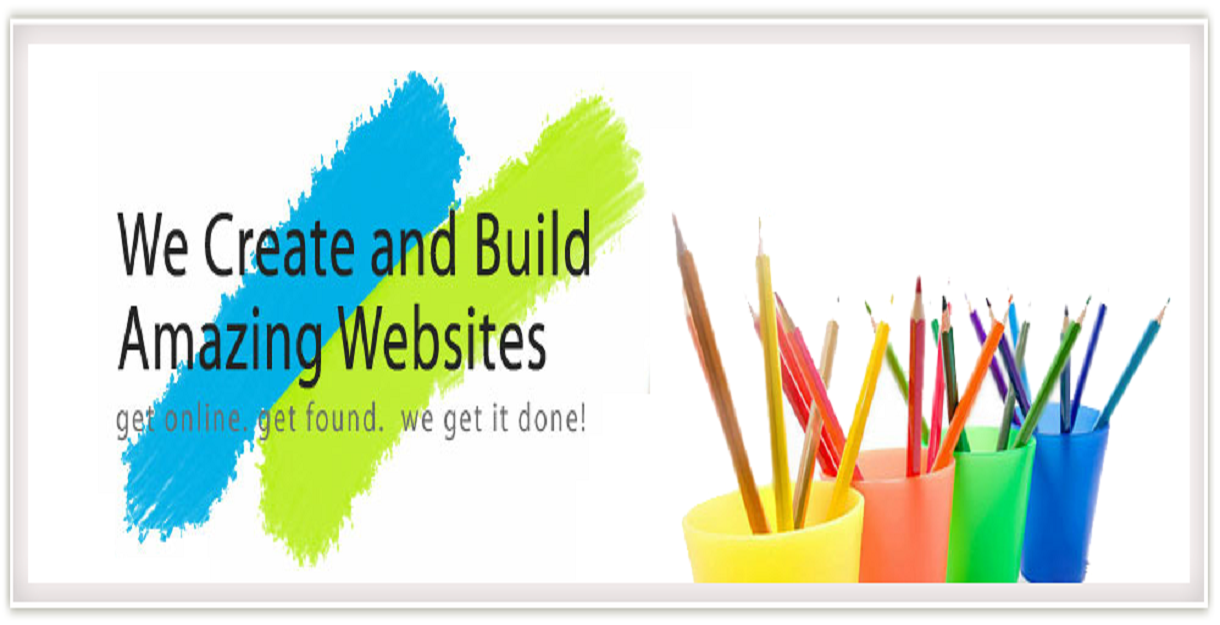 We Create and Build
Amazing Websites
get online. get found. we get it done!